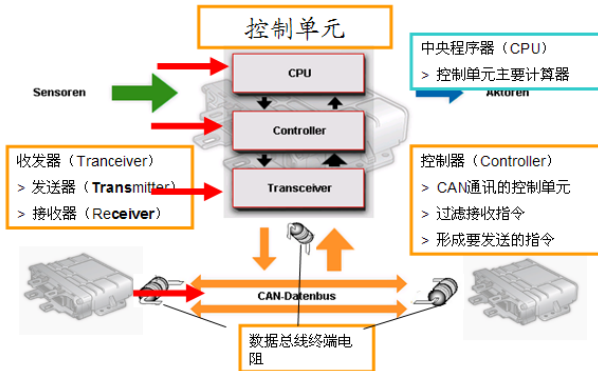 控制单元
中央程序器（CPU）
> 控制单元主要计算器
CPU
Sensoren
Aktoren
Controller
收发器（Tranceiver）
> 发送器（Transmitter）
> 接收器（Receiver）
Transceiver
控制器（Controller）
> CAN通讯的控制单元
> 过滤接收指令
> 形成要发送的指令
CAN-Datenbus
数据总线终端电
阻